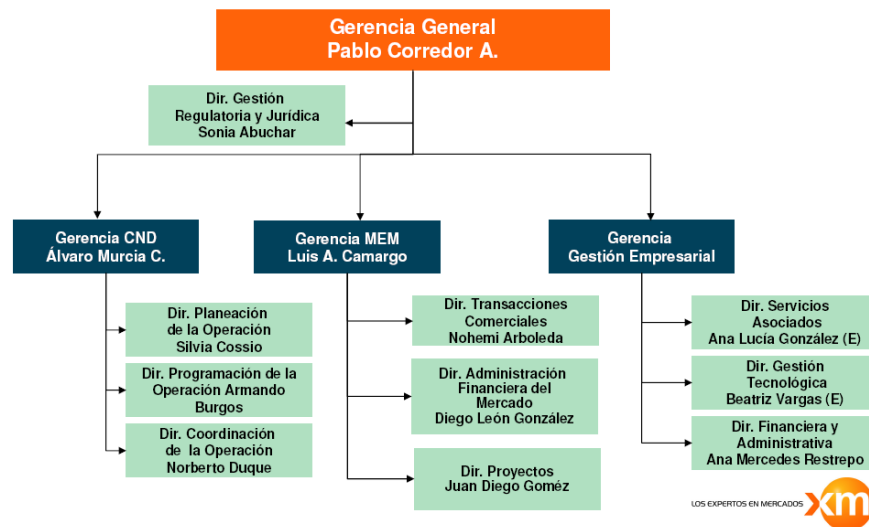 Gerencia General
Pablo Corredor A.
Dir. Gestión
Regulatoria y Jurídica
Sonia Abuchar
Gerencia CND
Álvaro Murcia C.
Gerencia MEM
Luis A. Camargo
Gerencia
Gestión Empresarial
Dir. Planeación
de la Operación
Silvia Cossio
Dir. Programación de la
Operación Armando
Burgos
Dir. Coordinación
de  la Operación
Norberto Duque
Dir. Transacciones
Comerciales
Nohemi Arboleda
Dir. Administración
Financiera del
Mercado
Diego León González
Dir. Proyectos
Juan Diego Goméz
Dir. Servicios
Asociados
Ana Lucía González (E)
Dir. Gestión
Tecnológica
Beatriz Vargas (E)
Dir. Financiera y
Administrativa
Ana Mercedes Restrepo
LOS EXPERTOS EN MERCADOS xm